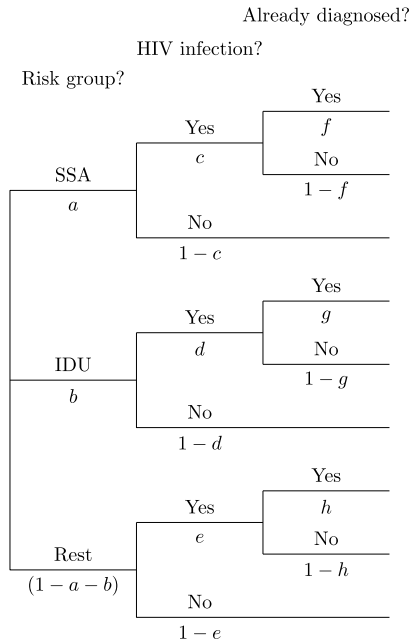 Already diagnosed?
HIV infection?
Risk group?
Yes
f
Yes
c
No
1 − f
SSA
a
No
1 − c
Yes
g
Yes
d
No
1 − g
IDU
b
No
1 − d
Yes
h
Yes
e
No
1 − h
Rest
(1 − a − b)
No
1 − e